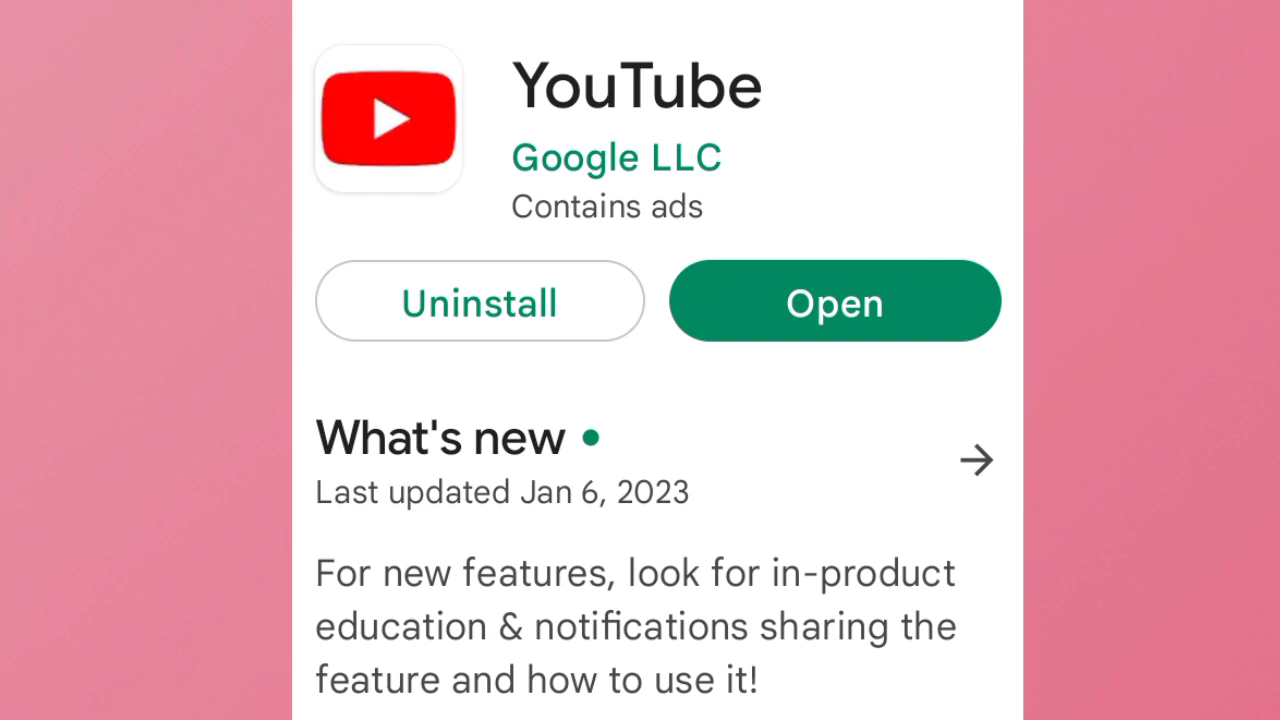 YouTube
Google LLC
Contains ads
Uninstall
Open
What's new
Last updated Jan 6, 2023
For new features, look for in-product
education & notifications sharing the
feature and how to use it!